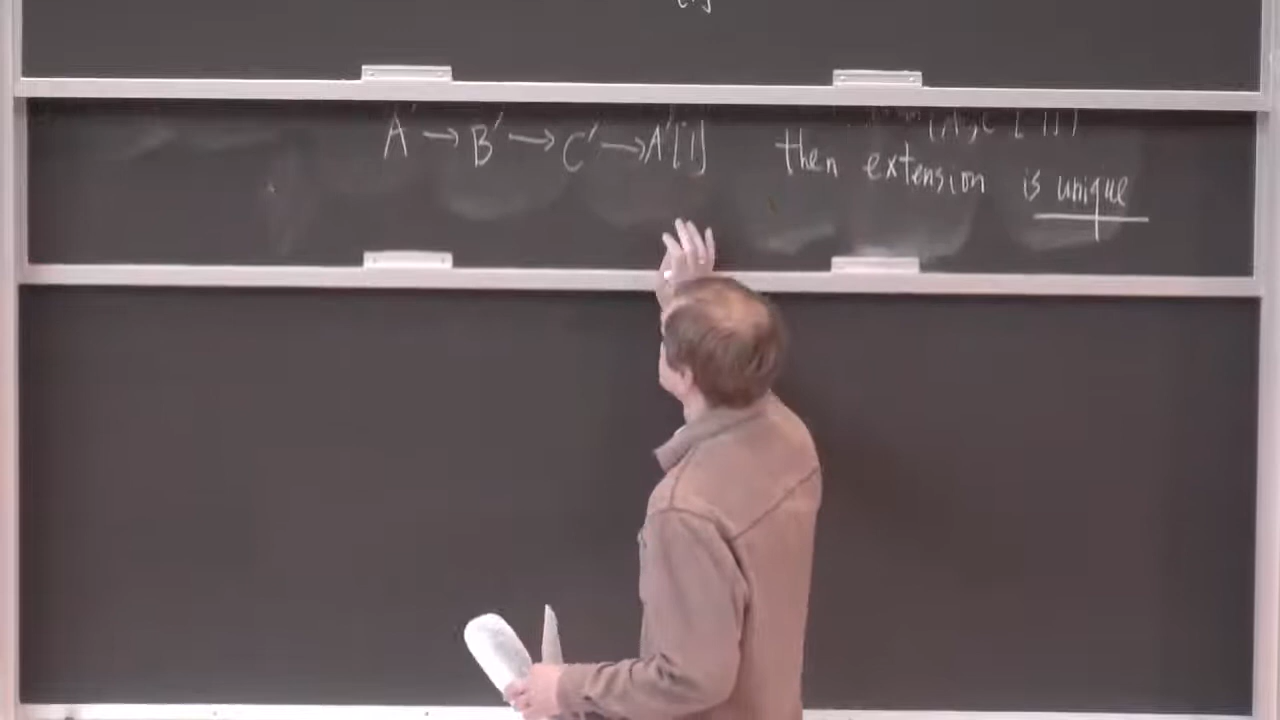 A' → B' → C' → A'[1]
then extension is unique